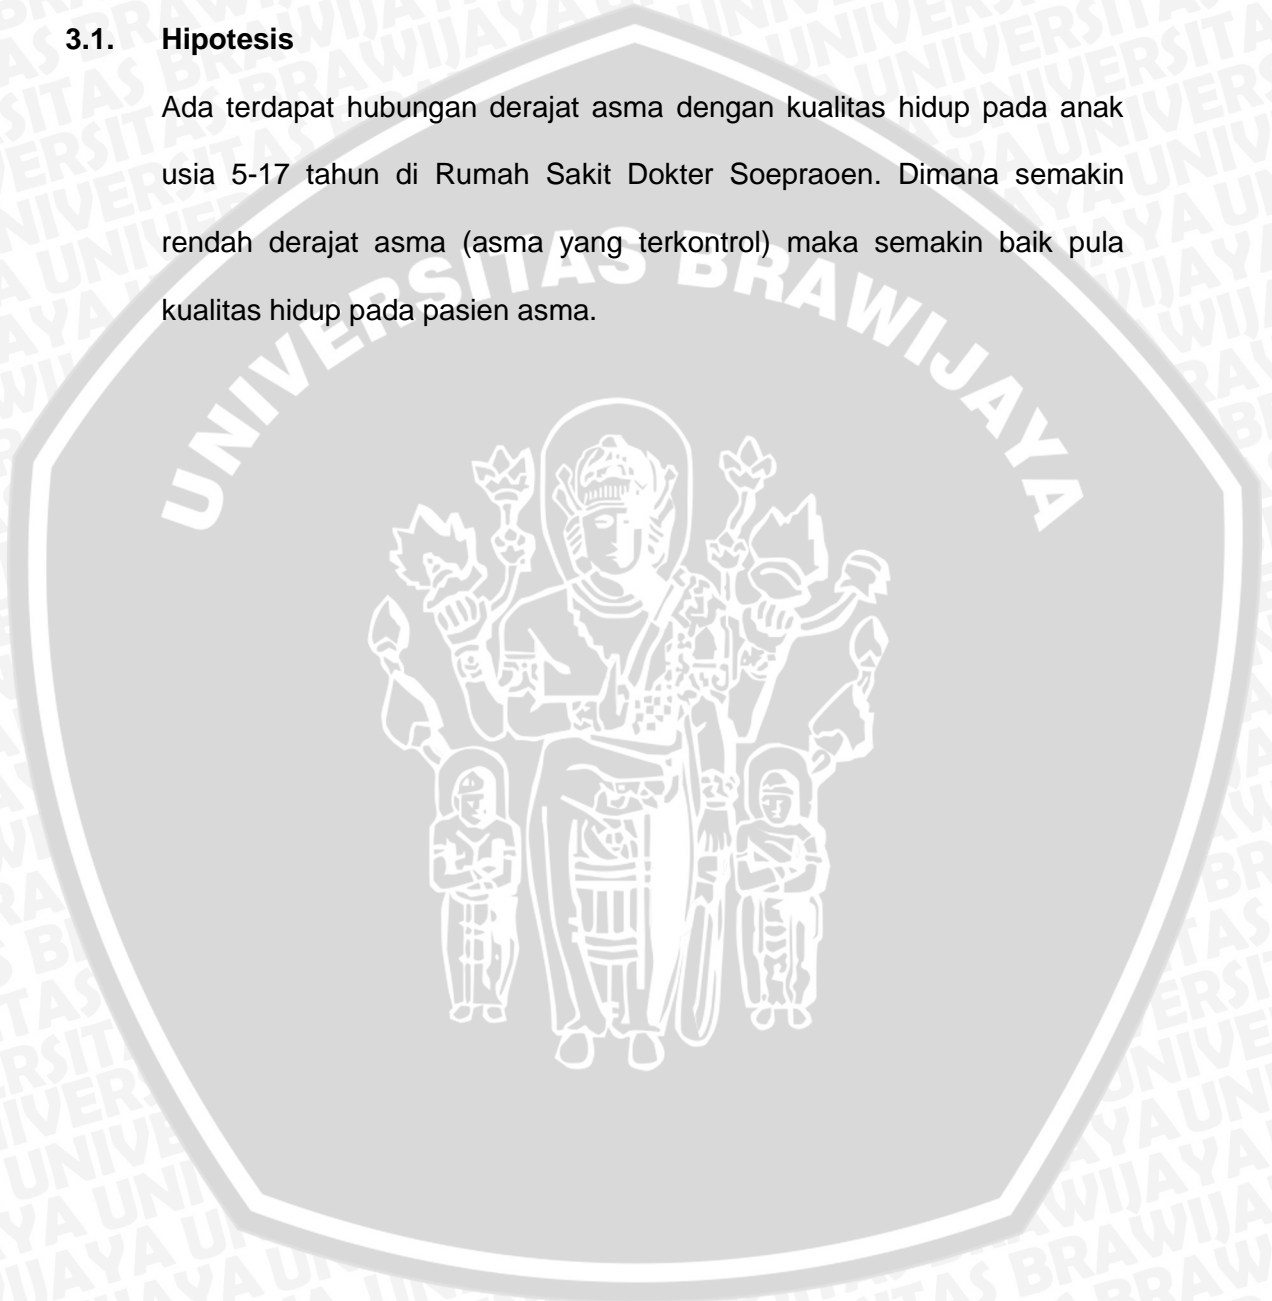 3.1. Hipotesis
Ada terdapat hubungan derajat asma dengan kualitas hidup pada anak
usia 5-17 tahun di Rumah Sakit Dokter Soepraoen. Dimana semakin
rendah derajat asma (asma yang terkontrol) maka semakin baik pula
kualitas hidup pada pasien asma.
UNIVERSITAS BRAWIJAYA